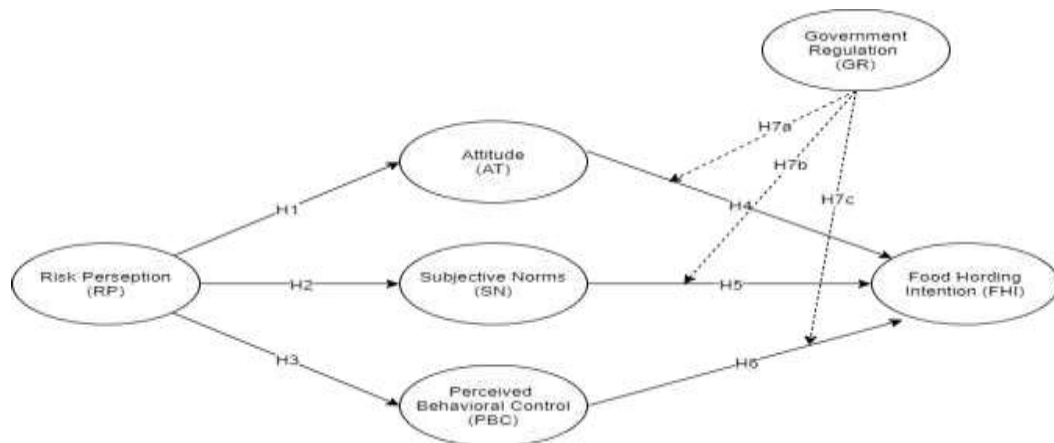 Government
Regulation
(GR)
H7a
Attitude
(AT)
H7b
H7c
H1
H4
Risk Perseption
(RP)
H2
Subjective Norms
(SN)
H5
Food Hording
Intention (FHI)
H3
H6
Perceived
Behavioral Control
(PBC)